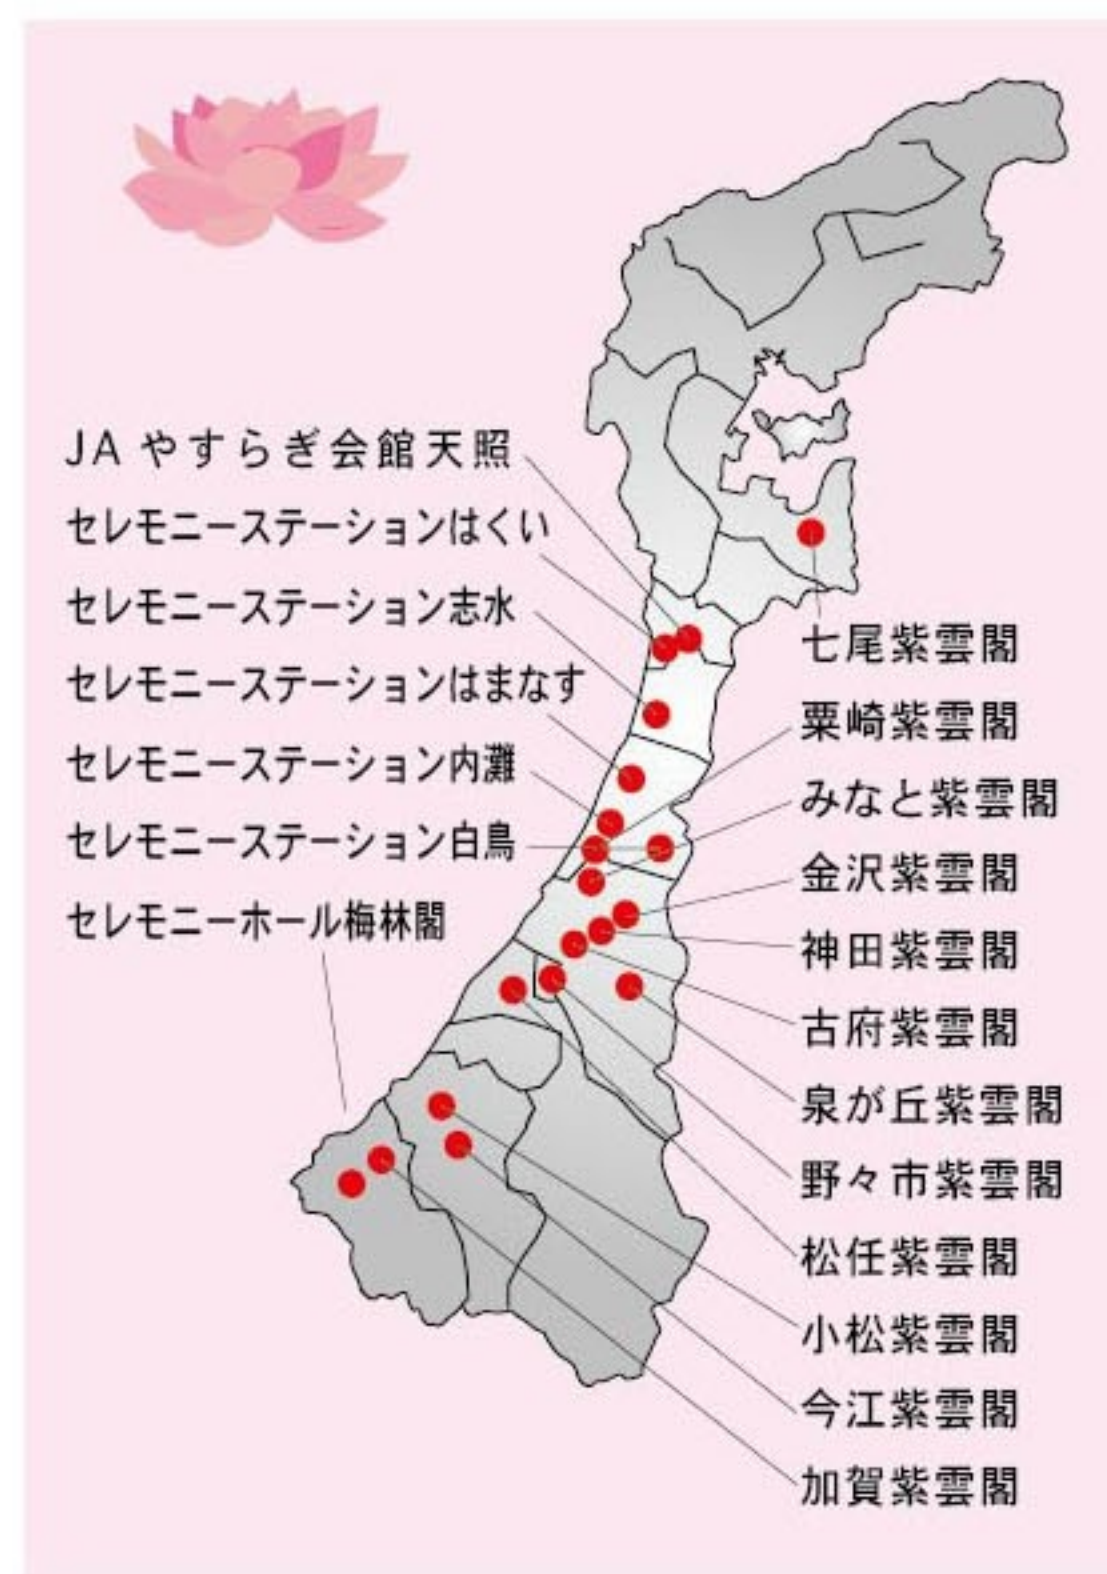 JAやすらぎ会館天照
セレモニーステーションはくい
セレモニーステーション志水
セレモニーステーションはまなす
セレモニーステーション内灘
セレモニーステーション白鳥
セレモニーホール梅林閣
七尾紫雲閣
粟崎紫雲閣
みなと紫雲閣
金沢紫雲閣
神田紫雲閣
古府紫雲閣
泉が丘紫雲閣
野々市紫雲閣
松任紫雲閣
小松紫雲閣
今江紫雲閣
加賀紫雲閣